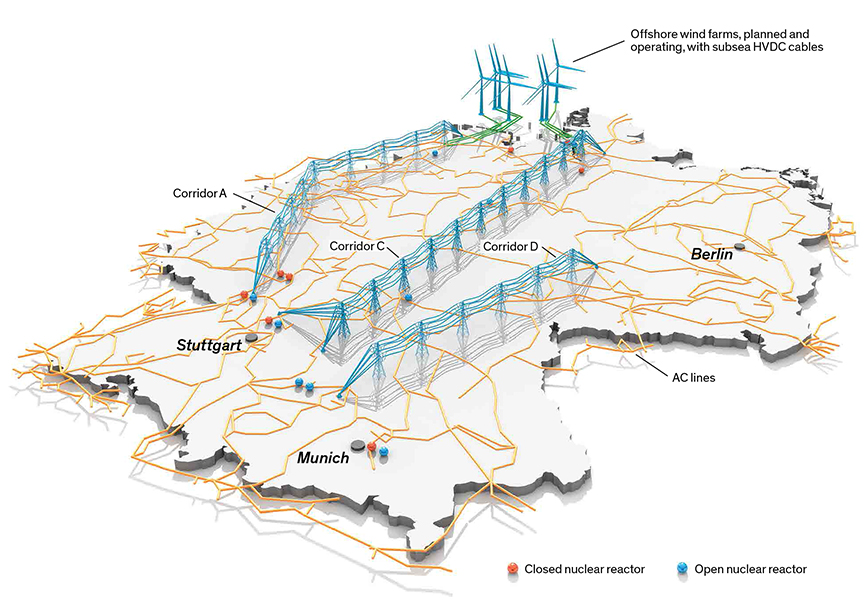 Offshore wind farms, planned and
operating, with subsea HVDC cables
Corridor A
Corridor C
Corridor D
Berlin
Stuttgart
AC lines
Munich
Closed nuclear reactor
Open nuclear reactor